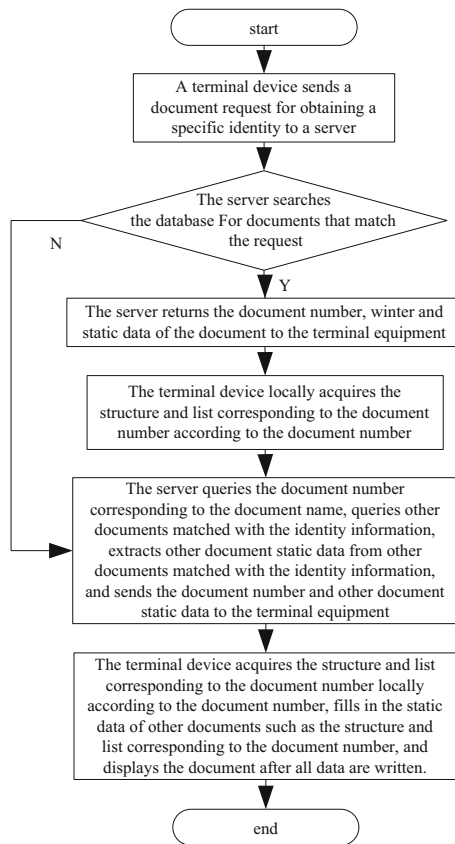 start
A terminal device sends a
document request for obtaining a
specific identity to a server
The server searches
the database For documents that match
the request
N
Y
The server returns the document number, winter and
static data of the document to the terminal equipment
The terminal device locally acquires the
structure and list corresponding to the document
number according to the document number
The server queries the document number
corresponding to the document name, queries other
documents matched with the identity information,
extracts other document static data from other
documents matched with the identity information,
and sends the document number and other document
static data to the terminal equipment
The terminal device acquires the structure and list
corresponding to the document number locally
according to the document number, fills in the static
data of other documents such as the structure and
list corresponding to the document number, and
displays the document after all data are written.
end